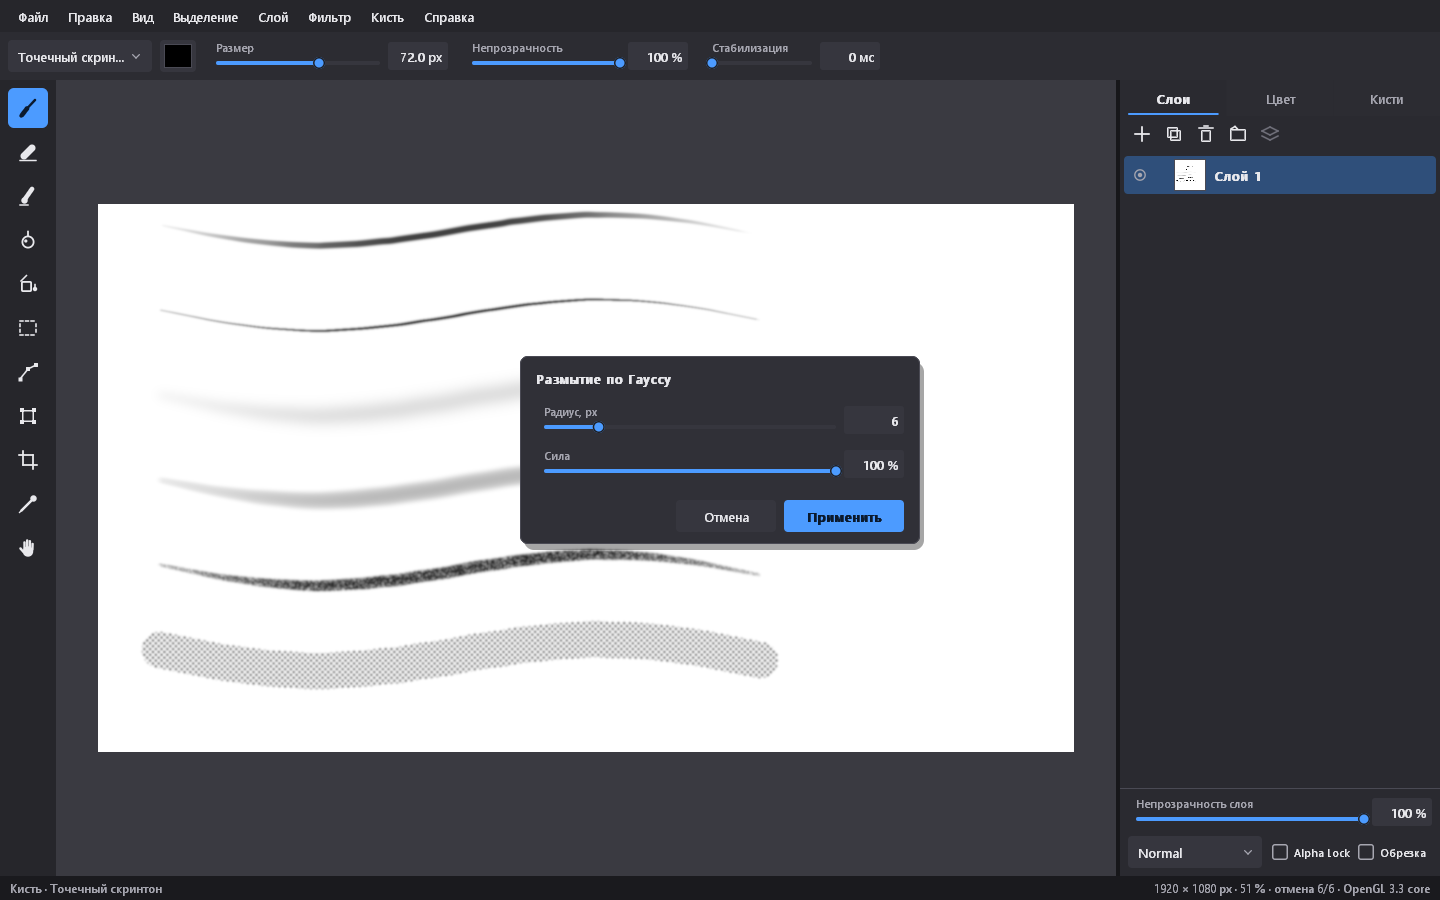 Файл Правка Вид Выделение Слой Фильтр Кисть Справка
Точечный скрин...
Размер
72.0 px
Непрозрачность
100 %
Стабилизация
0 мс
Слои Цвет Кисти
Слой 1
Размытие по Гауссу
Радиус, px
6
Сила
100 %
Отмена Применить
Непрозрачность слоя
100 %
Normal Alpha Lock Обрезка
Кисть · Точечный скринтон
1920 × 1080 px · 51 % · отмена 6/6 · OpenGL 3.3 core